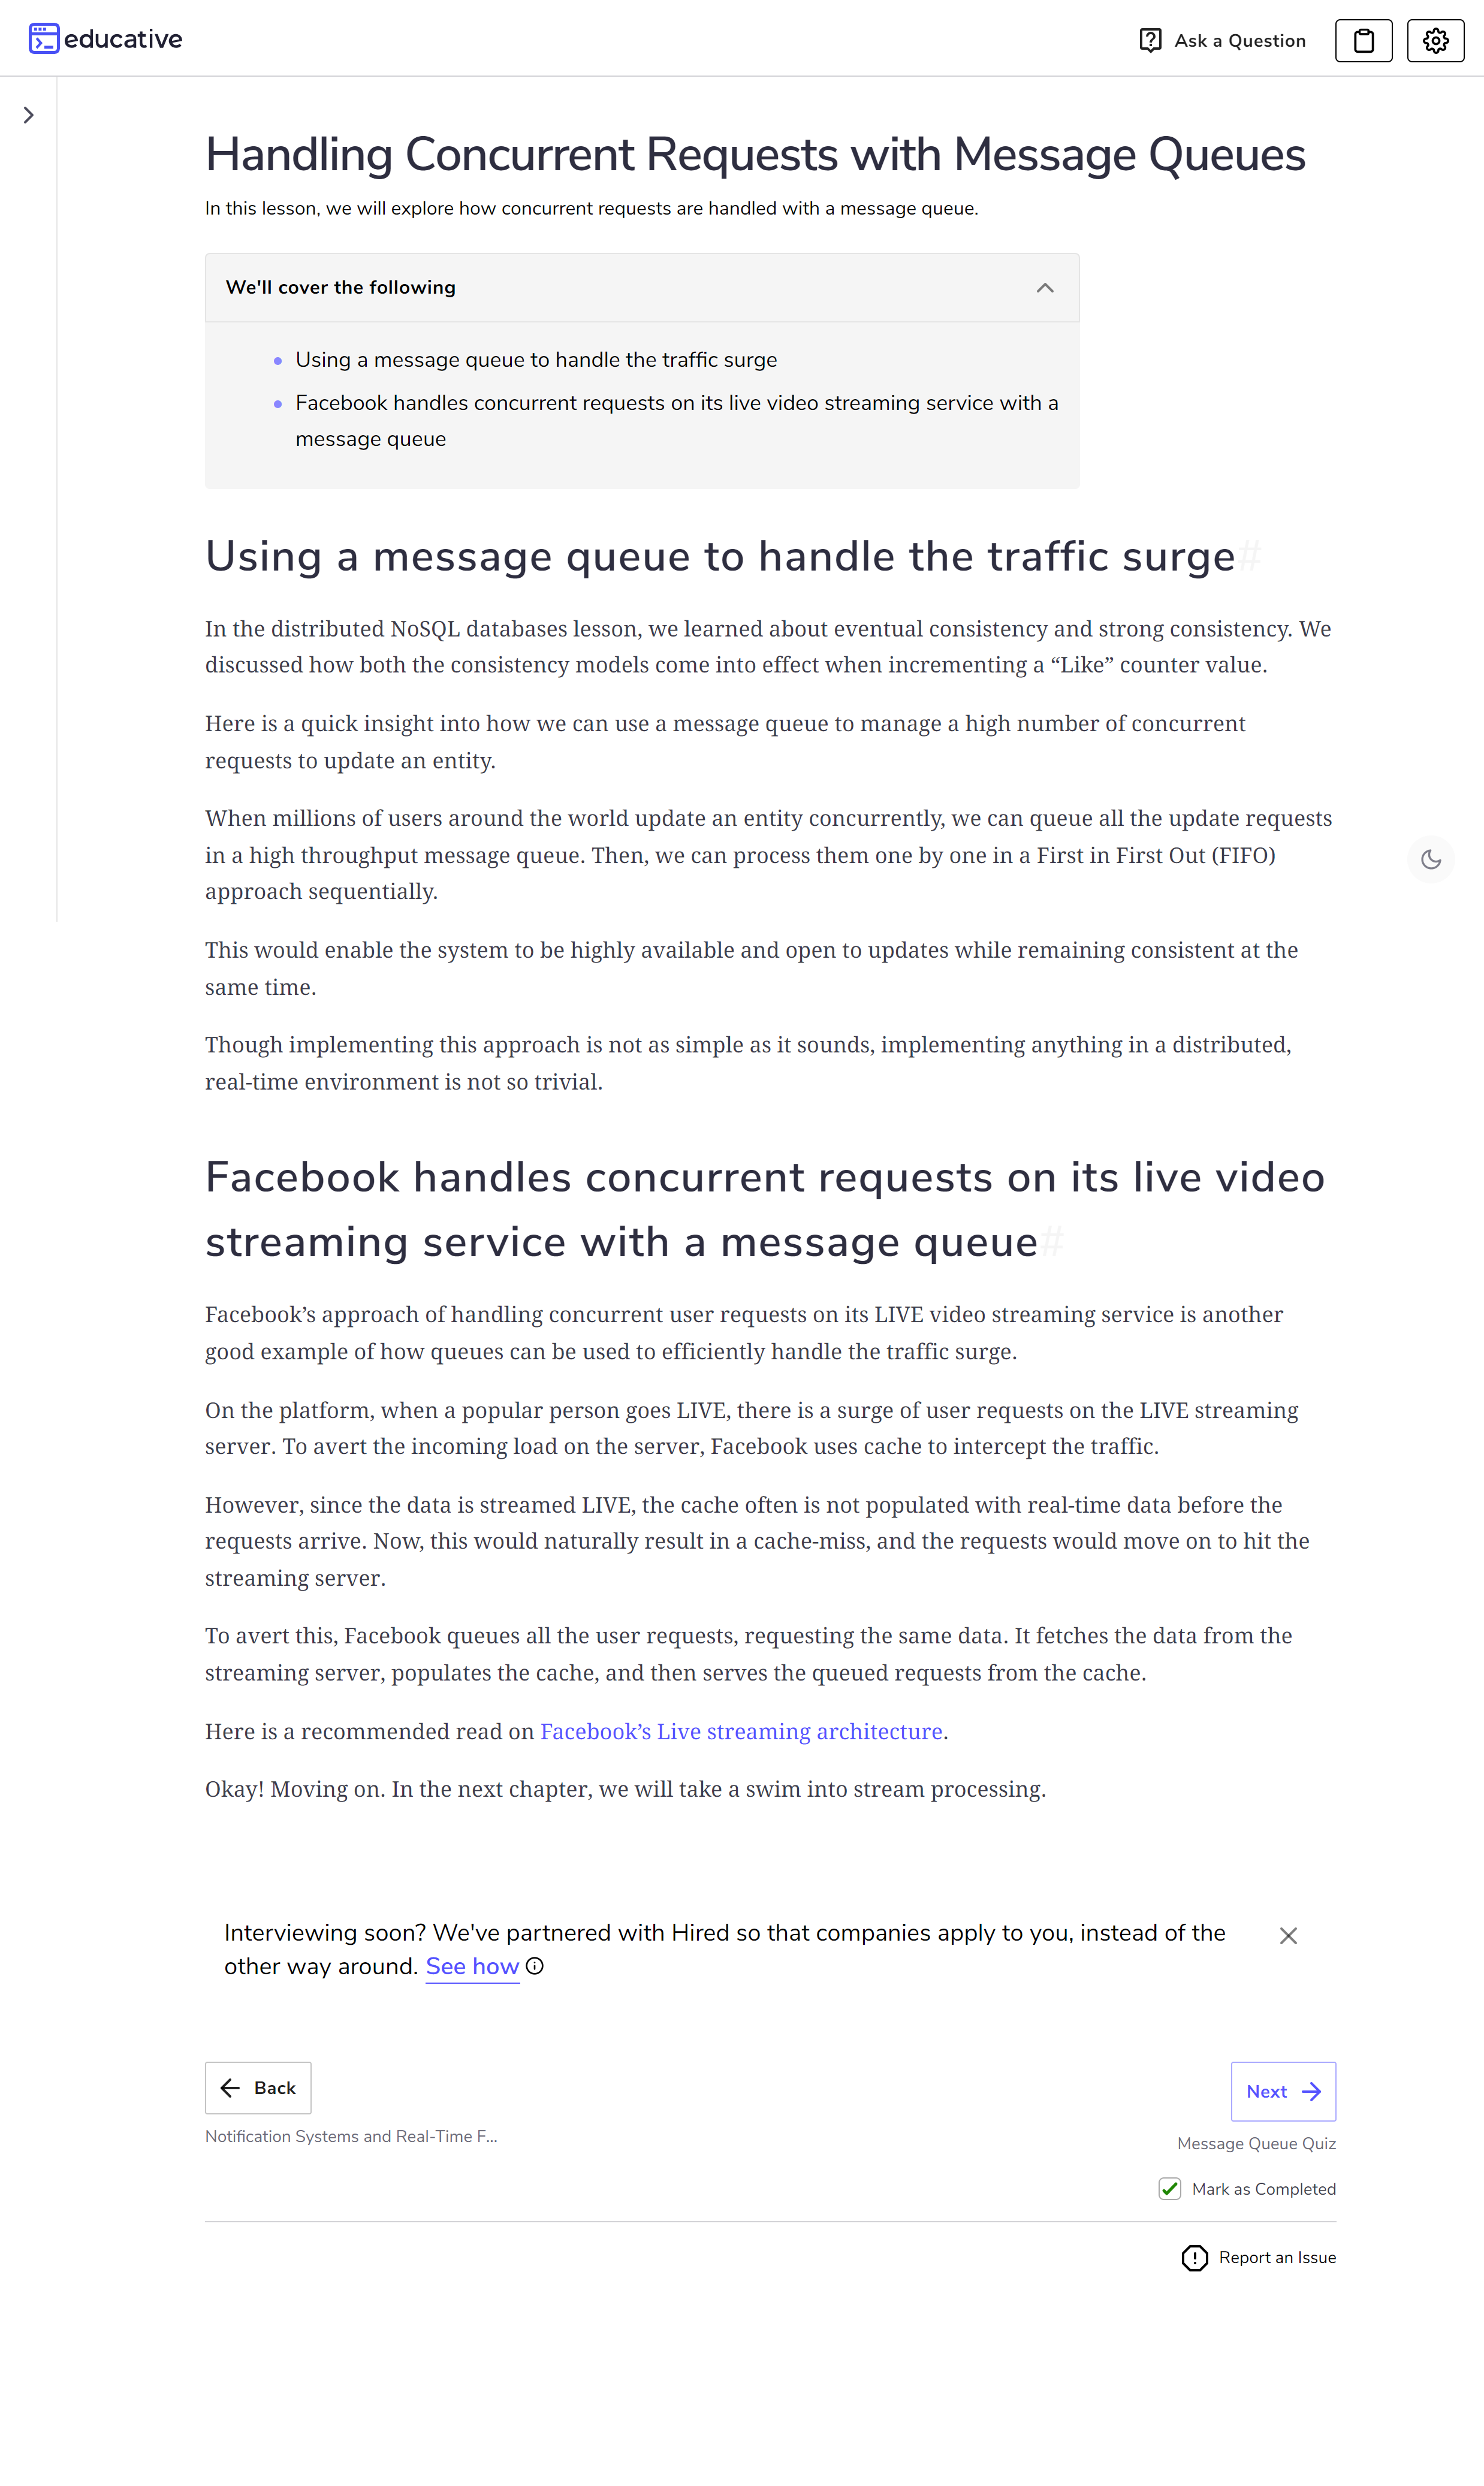 educative
Ask a Question
Handling Concurrent Requests with Message Queues
In this lesson, we will explore how concurrent requests are handled with a message queue.
We'll cover the following
Using a message queue to handle the traffic surge
Facebook handles concurrent requests on its live video streaming service with a
message queue
Using a message queue to handle the traffic surge#
In the distributed NoSQL databases lesson, we learned about eventual consistency and strong consistency. We
discussed how both the consistency models come into effect when incrementing a “Like” counter value.
Here is a quick insight into how we can use a message queue to manage a high number of concurrent
requests to update an entity.
When millions of users around the world update an entity concurrently, we can queue all the update requests
in a high throughput message queue. Then, we can process them one by one in a First in First Out (FIFO)
approach sequentially.
This would enable the system to be highly available and open to updates while remaining consistent at the
same time.
Though implementing this approach is not as simple as it sounds, implementing anything in a distributed,
real-time environment is not so trivial.
Facebook handles concurrent requests on its live video
streaming service with a message queue#
Facebook’s approach of handling concurrent user requests on its LIVE video streaming service is another
good example of how queues can be used to efficiently handle the traffic surge.
On the platform, when a popular person goes LIVE, there is a surge of user requests on the LIVE streaming
server. To avert the incoming load on the server, Facebook uses cache to intercept the traffic.
However, since the data is streamed LIVE, the cache often is not populated with real-time data before the
requests arrive. Now, this would naturally result in a cache-miss, and the requests would move on to hit the
streaming server.
To avert this, Facebook queues all the user requests, requesting the same data. It fetches the data from the
streaming server, populates the cache, and then serves the queued requests from the cache.
Here is a recommended read on Facebook’s Live streaming architecture.
Okay! Moving on. In the next chapter, we will take a swim into stream processing.
Interviewing soon? We've partnered with Hired so that companies apply to you, instead of the
other way around. See how
Back
Next
Notification Systems and Real-Time F...
Message Queue Quiz
Mark as Completed
Report an Issue